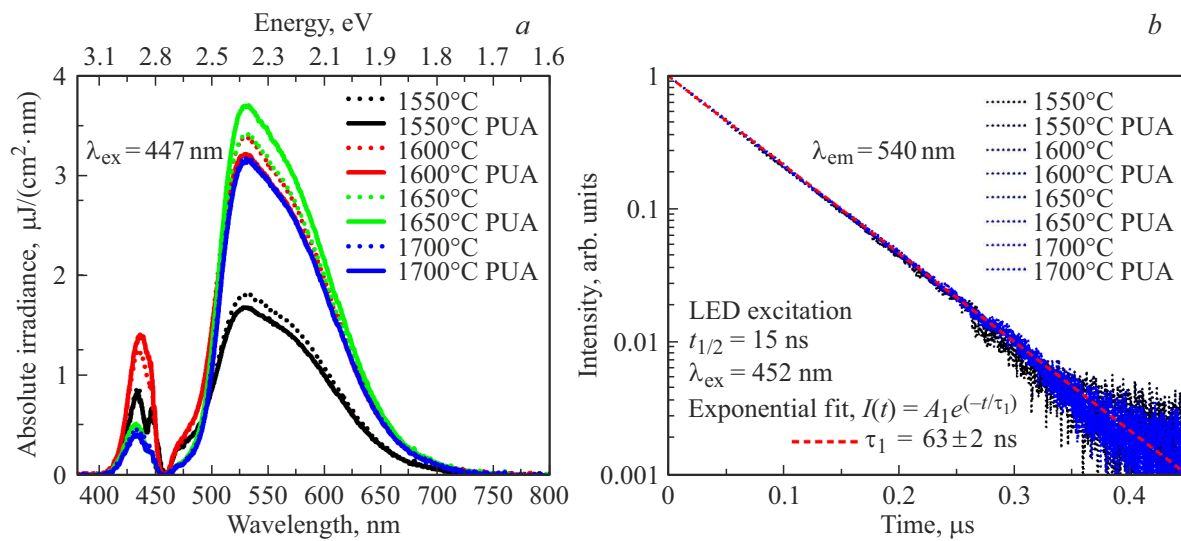 Energy, eV
a
3.1 2.8 2.5 2.3 2.1 1.9 1.8 1.7 1.6
Absolute irradiance, μJ/(cm²·nm)
4
3
2
1
0
λex = 447 nm
1550°C
1550°C PUA
1600°C
1600°C PUA
1650°C
1650°C PUA
1700°C
1700°C PUA
400 450 500 550 600 650 700 750 800
Wavelength, nm
b
Intensity, arb. units
1
0.1
0.01
0.001
λem = 540 nm
1550°C
1550°C PUA
1600°C
1600°C PUA
1650°C
1650°C PUA
1700°C
1700°C PUA
LED excitation
t1/2 = 15 ns
λex = 452 nm
Exponential fit, I(t) = A₁e^(−t/τ₁)
τ₁ = 63 ± 2 ns
0 0.1 0.2 0.3 0.4
Time, μs